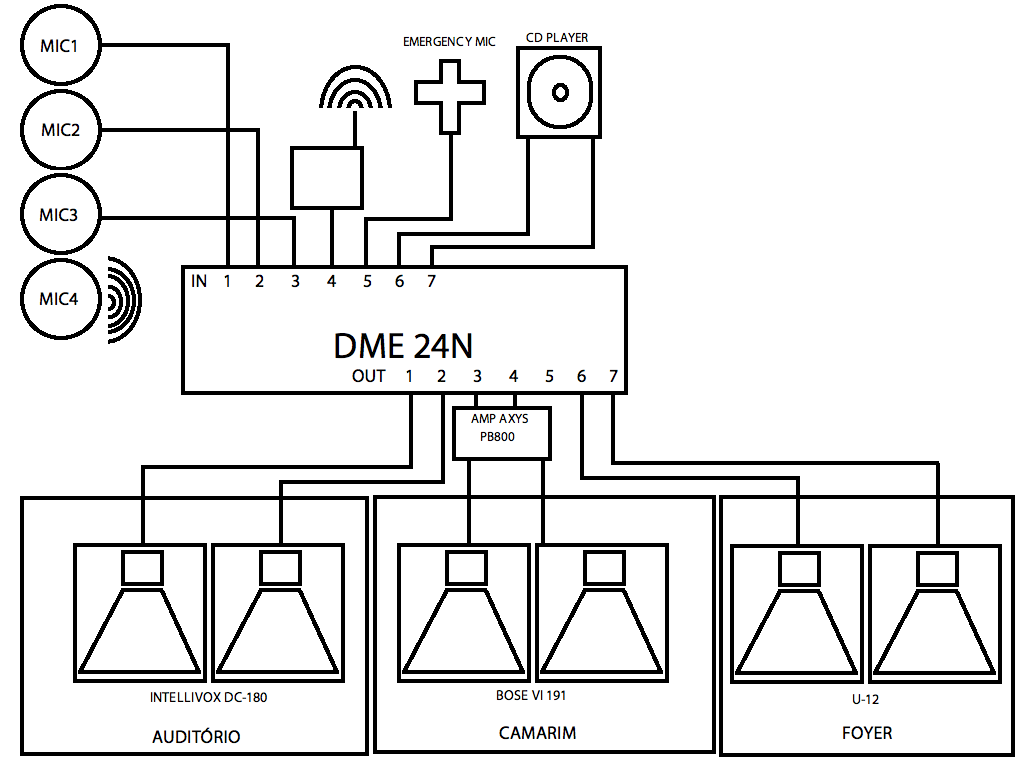 MIC1
EMERGENCY MIC
CD PLAYER
MIC2
MIC3
MIC4
IN 1 2 3 4 5 6 7
DME 24N
OUT 1 2 3 4 5 6 7
AMP AXYS
PB800
INTELLIVOX DC-180
BOSE VI 191
U-12
AUDITÓRIO
CAMARIM
FOYER